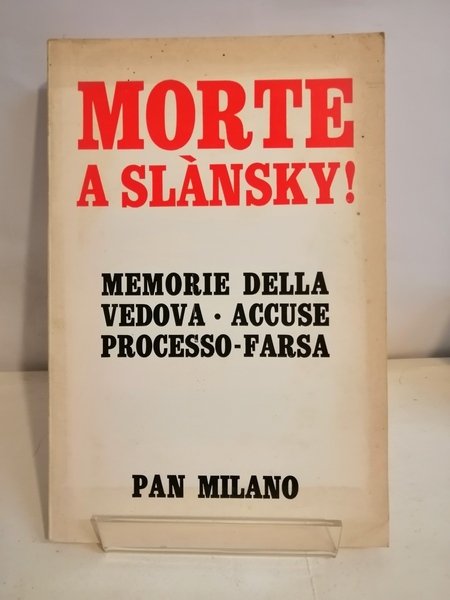 MORTE
A SLÀNSKY!
MEMORIE DELLA
VEDOVA • ACCUSE
PROCESSO-FARSA
PAN MILANO